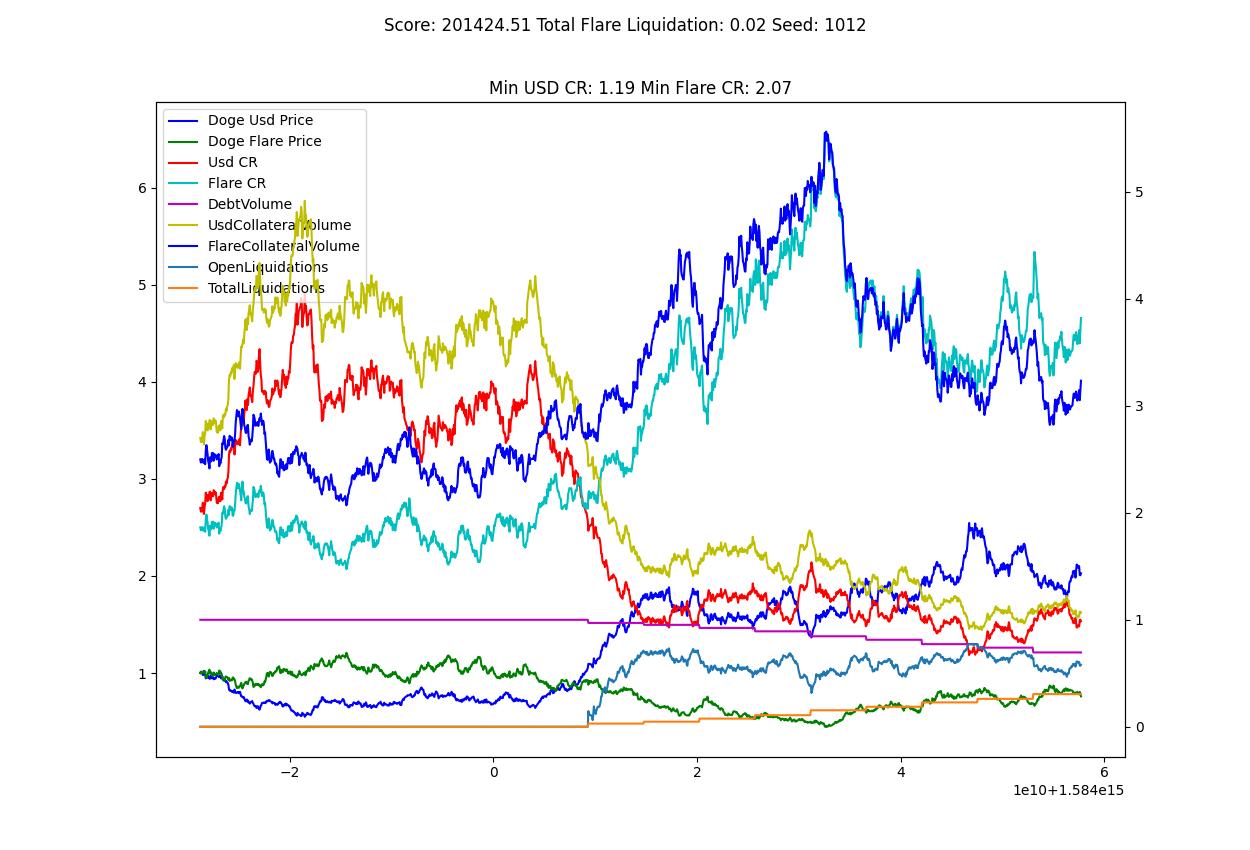 Score: 201424.51 Total Flare Liquidation: 0.02 Seed: 1012
Min USD CR: 1.19 Min Flare CR: 2.07
Doge Usd Price
Doge Flare Price
Usd CR
Flare CR
DebtVolume
UsdCollateralVolume
FlareCollateralVolume
OpenLiquidations
TotalLiquidations
6
5
4
3
2
1
5
4
3
2
1
0
−2
0
2
4
6
1e10+1.584e15